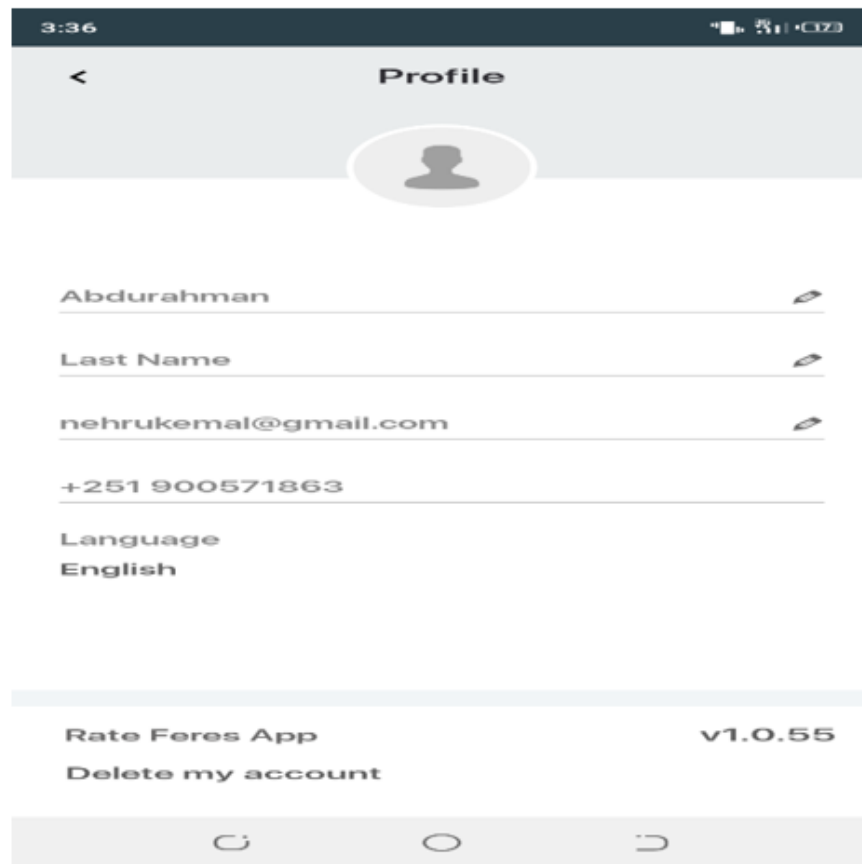 3:36
Profile
Abdurahman
Last Name
nehrukemal@gmail.com
+251 900571863
Language
English
Rate Feres App v1.0.55
Delete my account